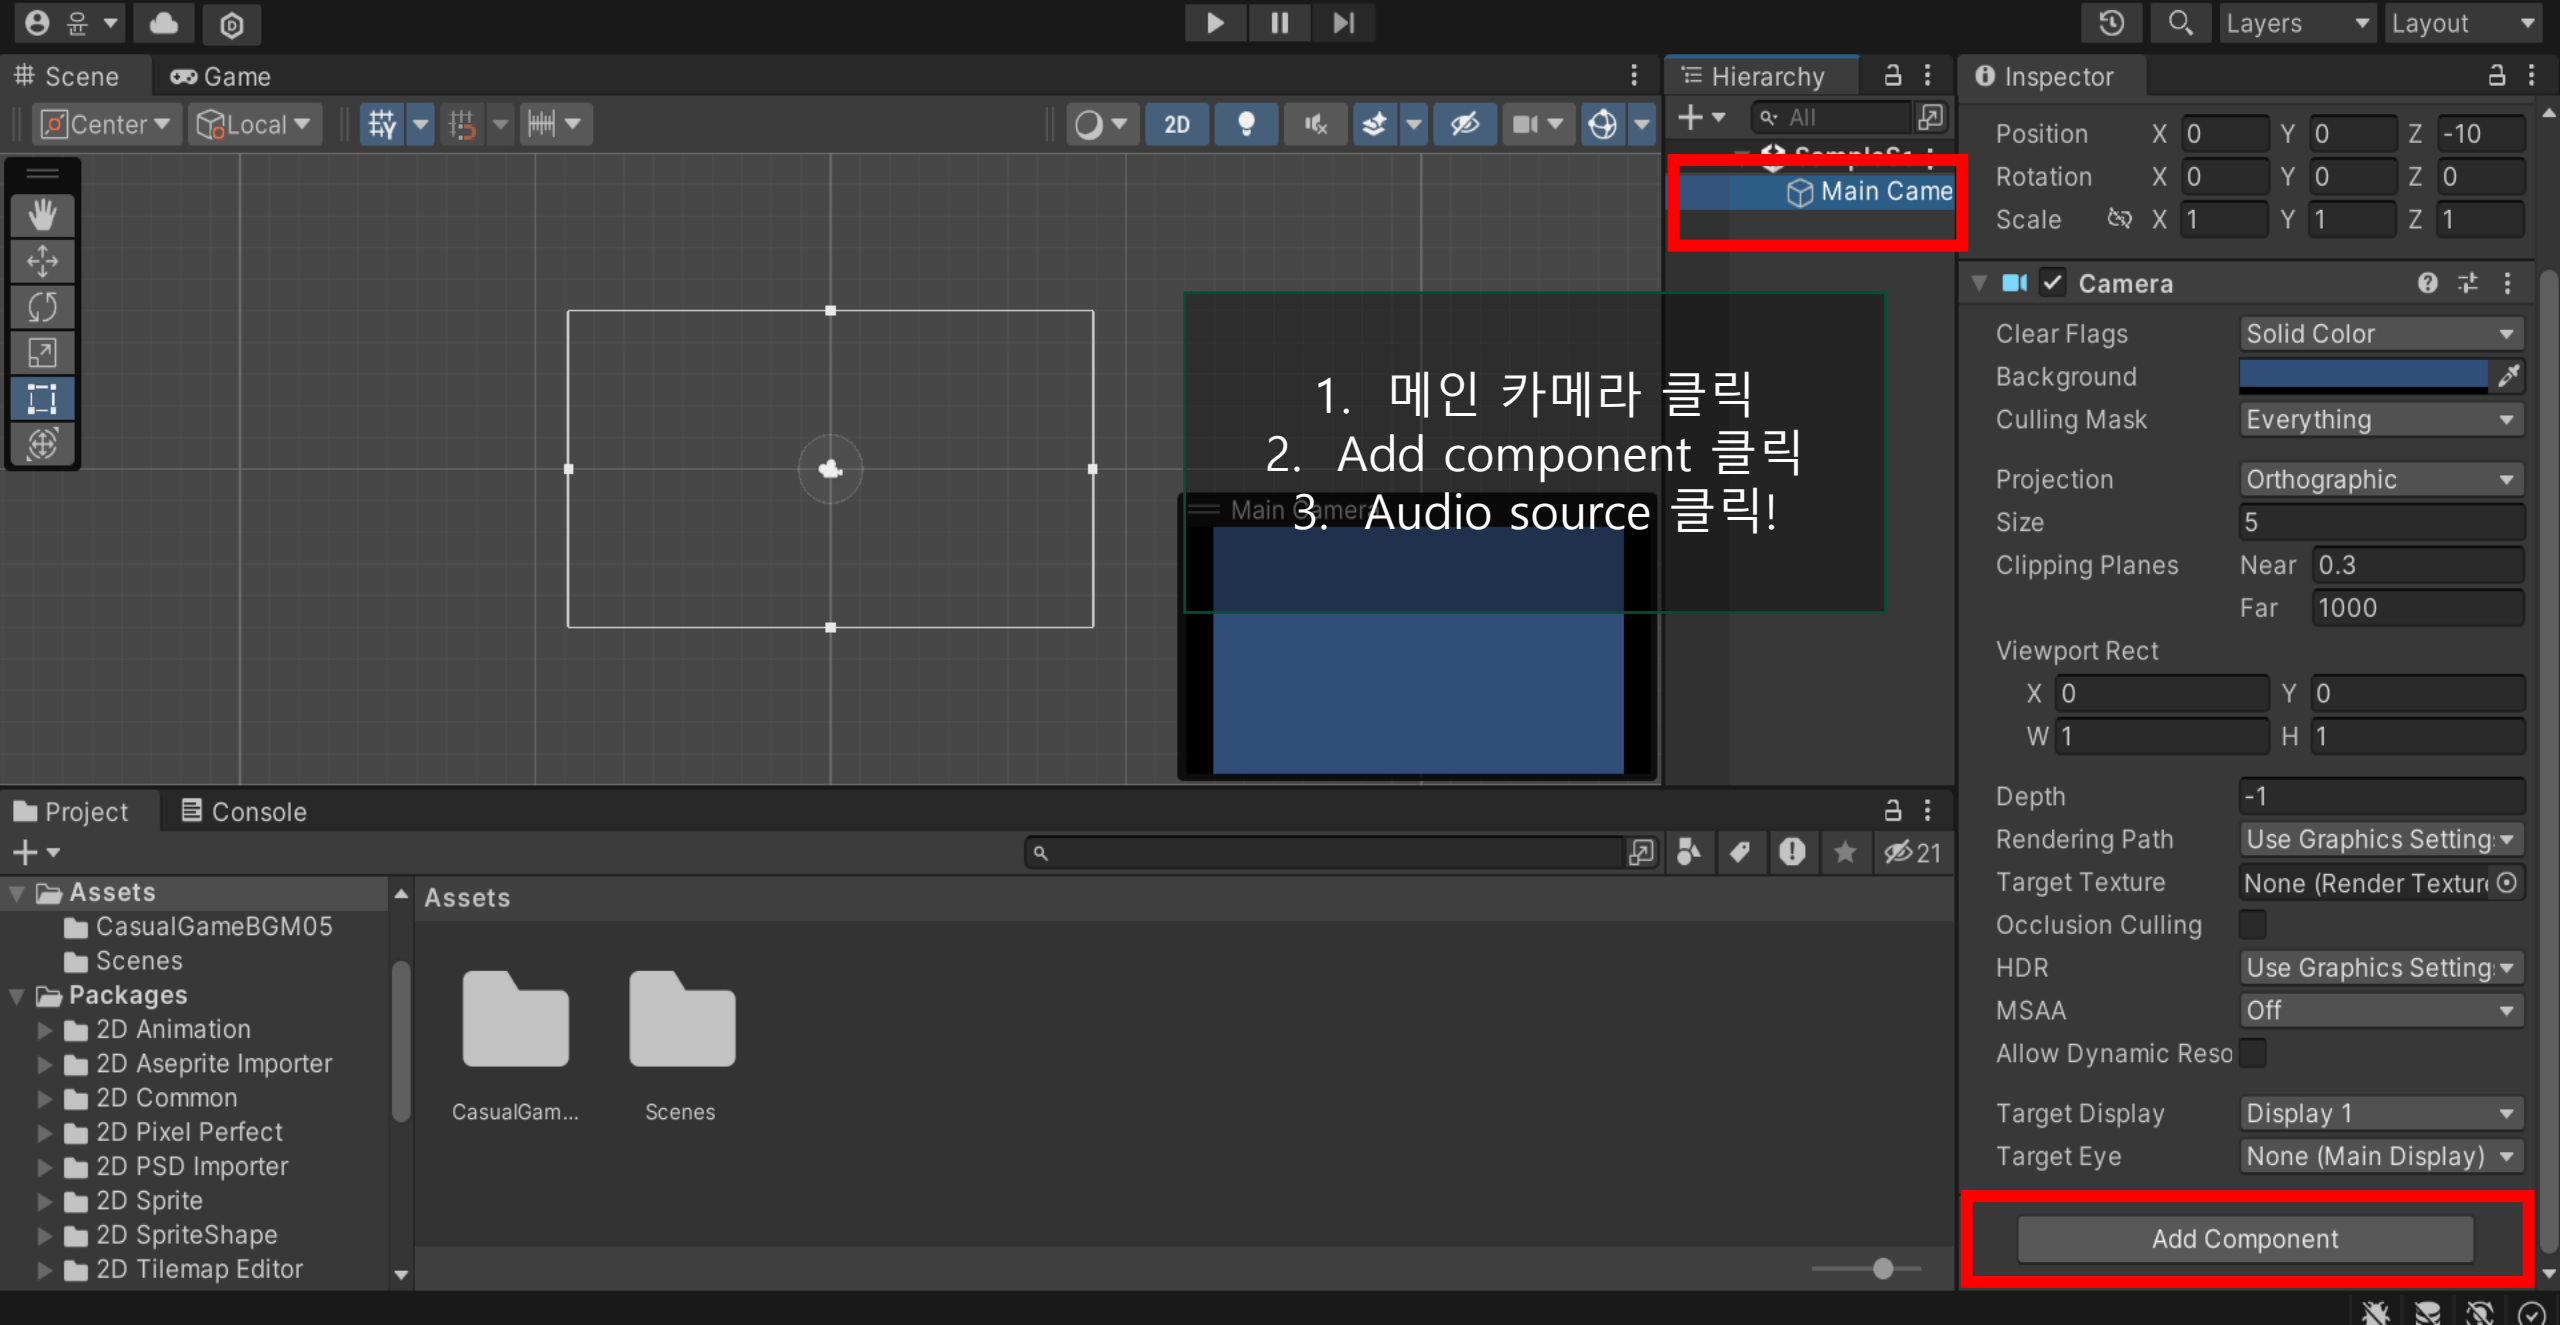 윤
Layers
Layout
Scene
Game
Center
Local
2D
Hierarchy
All
Main Came
Inspector
Position X 0 Y 0 Z -10
Rotation X 0 Y 0 Z 0
Scale X 1 Y 1 Z 1
Camera
Clear Flags Solid Color
Background
Culling Mask Everything
Projection Orthographic
Size 5
Clipping Planes Near 0.3
Far 1000
Viewport Rect
X 0 Y 0
W 1 H 1
Depth -1
Rendering Path Use Graphics Setting
Target Texture None (Render Textur
Occlusion Culling
HDR Use Graphics Setting
MSAA Off
Allow Dynamic Reso
Target Display Display 1
Target Eye None (Main Display)
Add Component
1. 메인 카메라 클릭
2. Add component 클릭
3. Audio source 클릭!
Main Camera
Project
Console
21
Assets
CasualGameBGM05
Scenes
Packages
2D Animation
2D Aseprite Importer
2D Common
2D Pixel Perfect
2D PSD Importer
2D Sprite
2D SpriteShape
2D Tilemap Editor
Assets
CasualGam...
Scenes